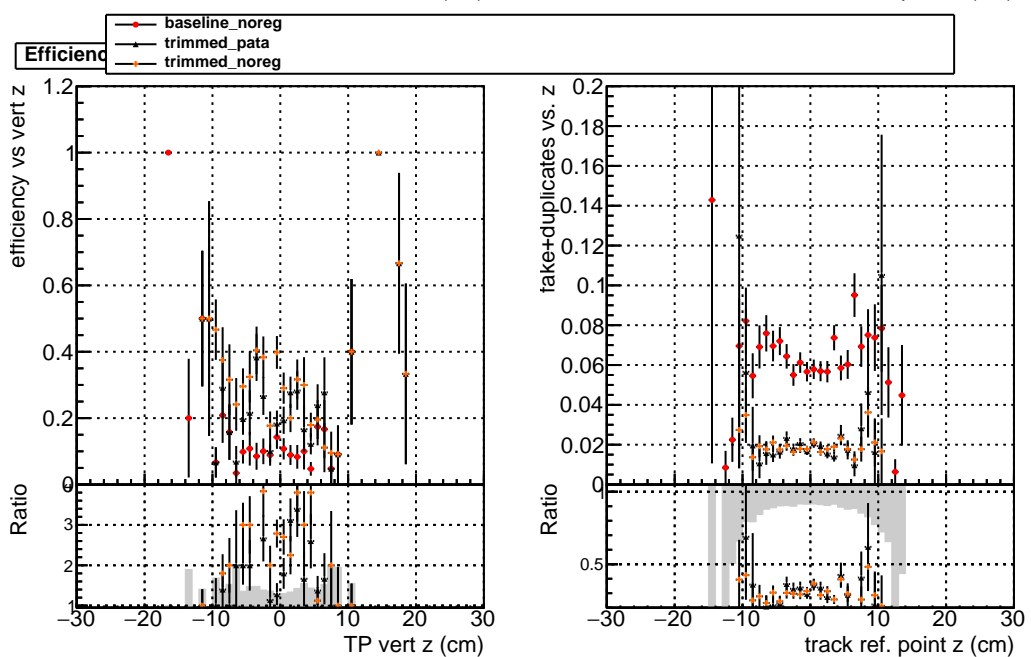 baseline_noreg
trimmed_pata
trimmed_noreg
efficiency vs vert z
1.2
1
0.8
0.6
0.4
0.2
0
Ratio
3
2
1
−30 −20 −10 0 10 20 30
TP vert z (cm)
fake+duplicates vs. z
0.2
0.18
0.16
0.14
0.12
0.1
0.08
0.06
0.04
0.02
0
Ratio
0.5
−30 −20 −10 0 10 20 30
track ref. point z (cm)